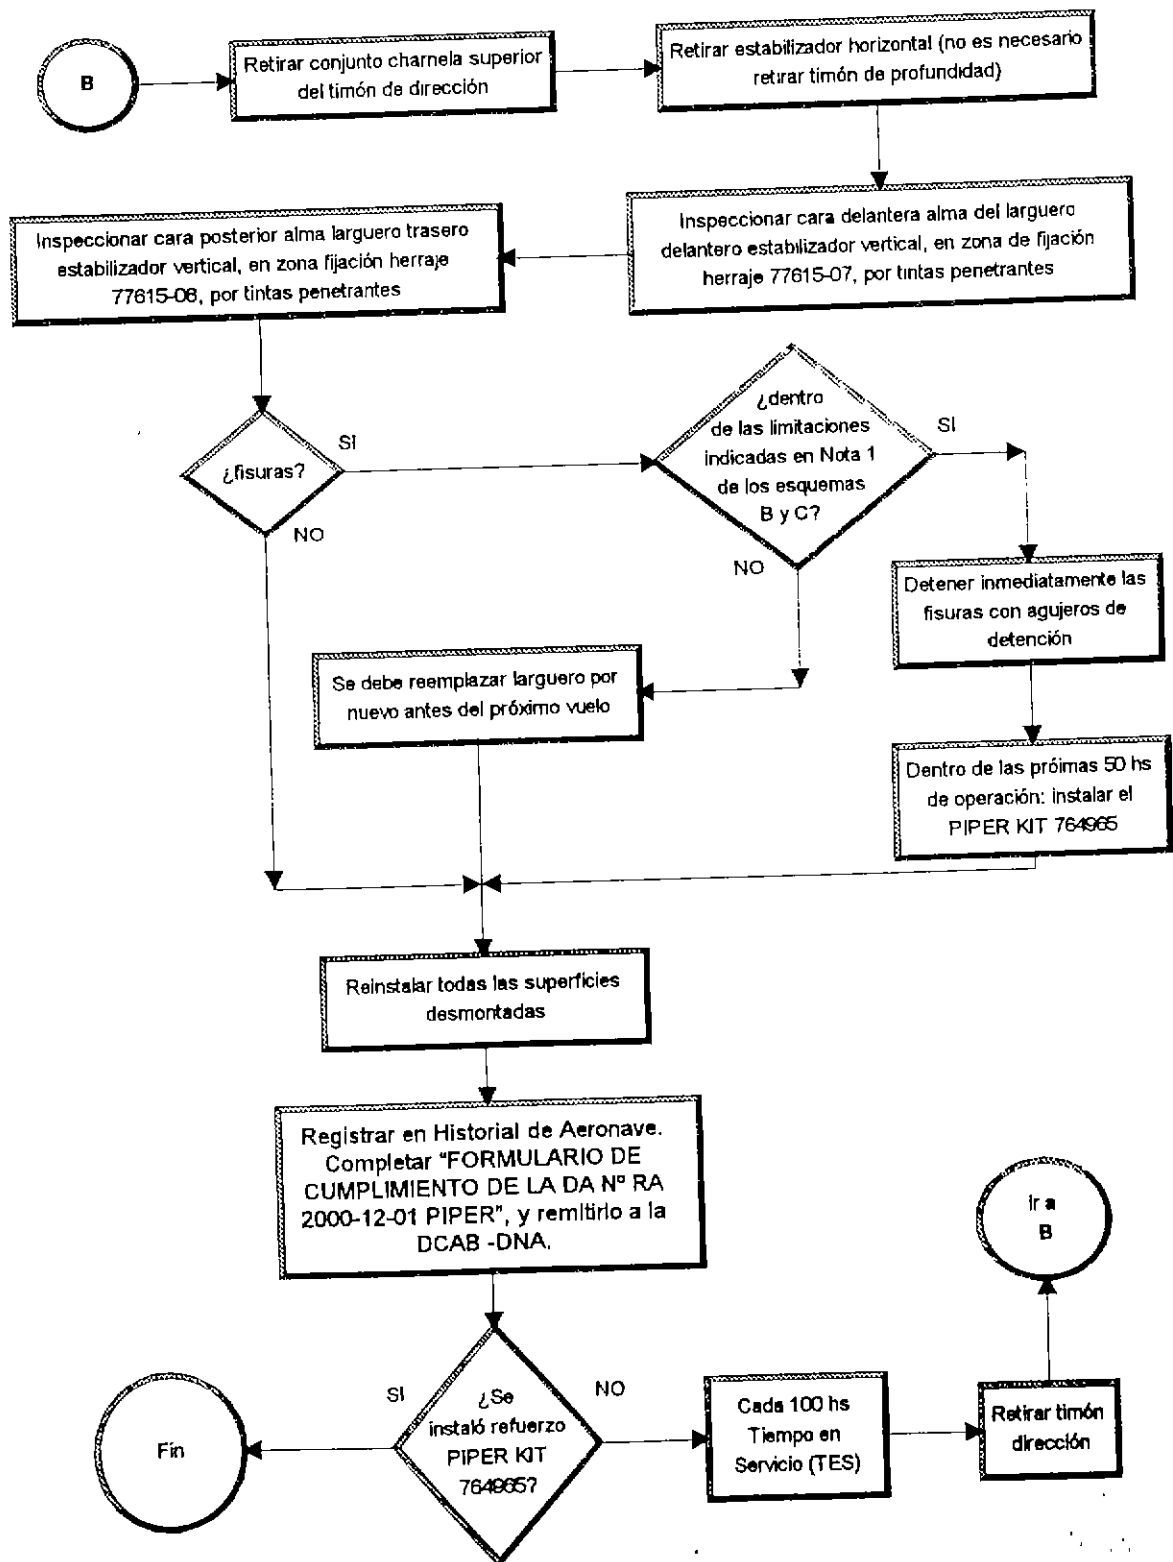 B
Retirar conjunto charnela superior
del timón de dirección
Retirar estabilizador horizontal (no es necesario
retirar timón de profundidad)
Inspeccionar cara delantera alma del larguero
delantero estabilizador vertical, en zona de fijación
herraje 77615-07, por tintas penetrantes
Inspeccionar cara posterior alma larguero trasero
estabilizador vertical, en zona fijación herraje
77615-06, por tintas penetrantes
¿fisuras?
SI
NO
¿dentro
de las limitaciones
indicadas en Nota 1
de los esquemas
B y C?
SI
NO
Detener inmediatamente las
fisuras con agujeros de
detención
Se debe reemplazar larguero por
nuevo antes del próximo vuelo
Dentro de las próimas 50 hs
de operación: instalar el
PIPER KIT 764965
Reinstalar todas las superficies
desmontadas
Registrar en Historial de Aeronave.
Completar "FORMULARIO DE
CUMPLIMIENTO DE LA DA Nº RA
2000-12-01 PIPER", y remitirlo a la
DCAB -DNA.
Ir a
B
SI
¿Se
instaló refuerzo
PIPER KIT
764965?
NO
Cada 100 hs
Tiempo en
Servicio (TES)
Retirar timón
dirección
Fin